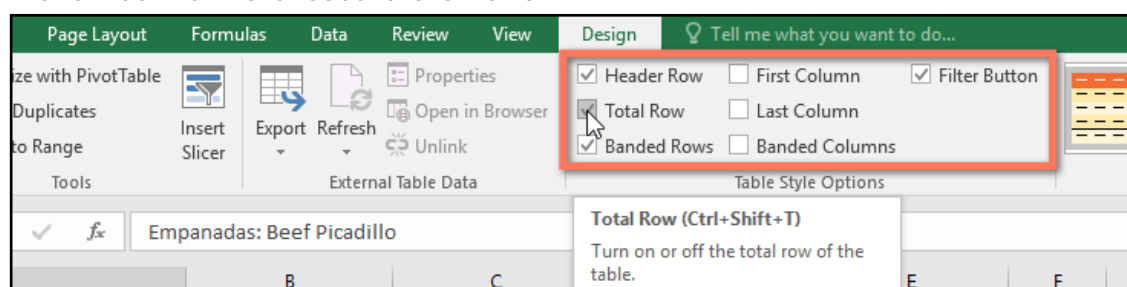 Page Layout Formulas Data Review View Design Tell me what you want to do...
ize with PivotTable
Duplicates
to Range
Tools
Insert
Slicer
Export
Refresh
Properties
Open in Browser
Unlink
External Table Data
Header Row First Column Filter Button
Total Row Last Column
Banded Rows Banded Columns
Table Style Options
fx Empanadas: Beef Picadillo
Total Row (Ctrl+Shift+T)
Turn on or off the total row of the
table.
B C E F